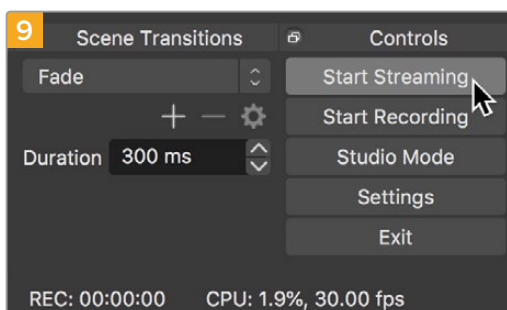 9
Scene Transitions
Controls
Fade
Start Streaming
Start Recording
Duration 300 ms
Studio Mode
Settings
Exit
REC: 00:00:00 CPU: 1.9%, 30.00 fps